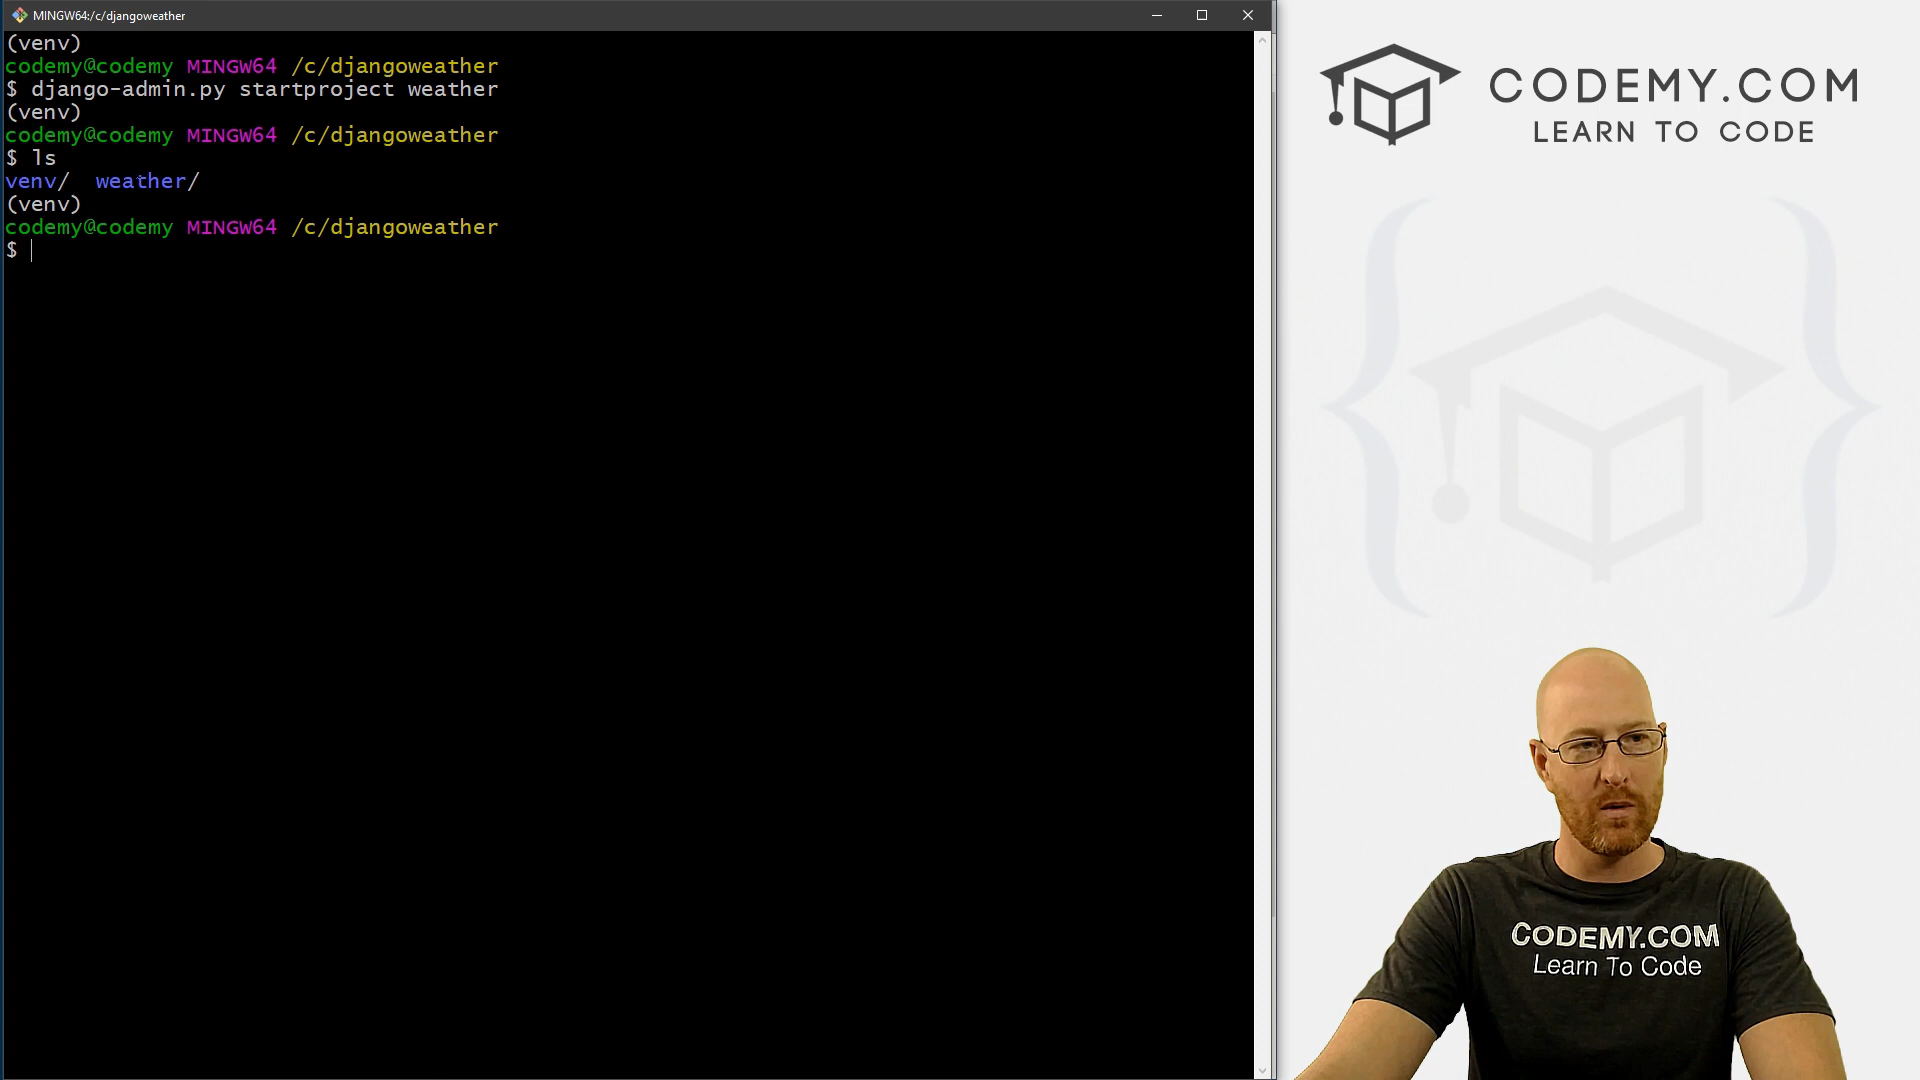 MINGW64:/c/djangoweather
(venv)
codemy@codemy MINGW64 /c/djangoweather
$ django-admin.py startproject weather
(venv)
codemy@codemy MINGW64 /c/djangoweather
$ ls
venv/  weather/
(venv)
codemy@codemy MINGW64 /c/djangoweather
$
CODEMY.COM
LEARN TO CODE
CODEMY.COM
Learn To Code